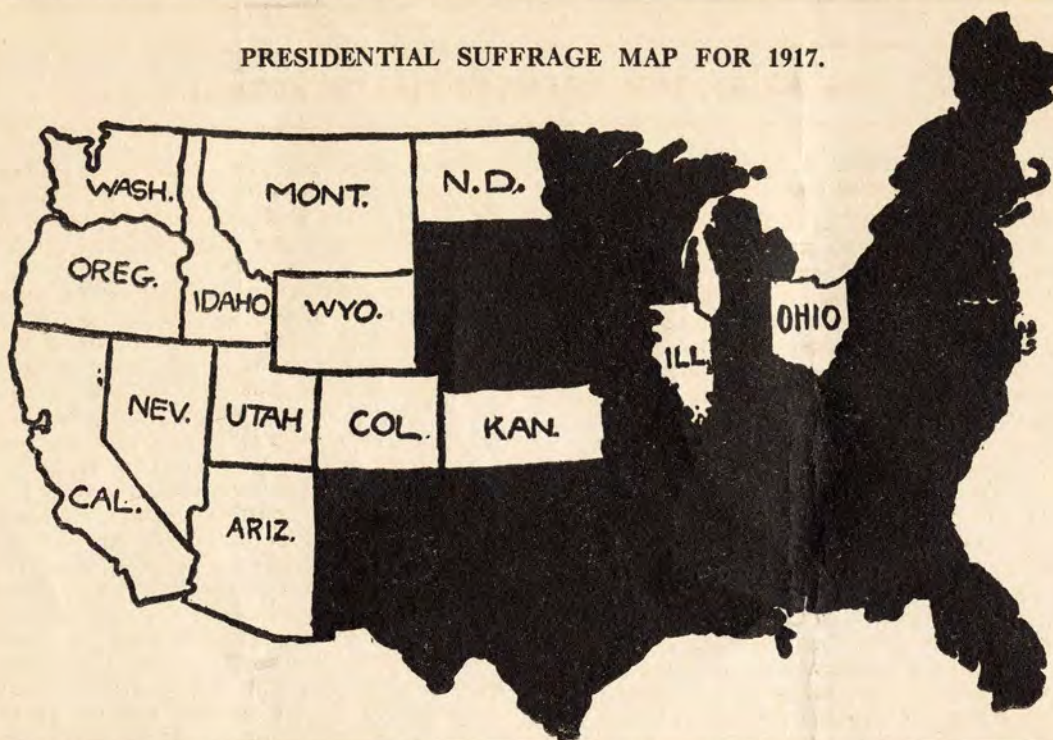 PRESIDENTIAL SUFFRAGE MAP FOR 1917.
WASH.
MONT.
N.D.
OREG.
IDAHO
WYO.
OHIO
ILL
NEV.
UTAH
COL.
KAN.
CAL.
ARIZ.